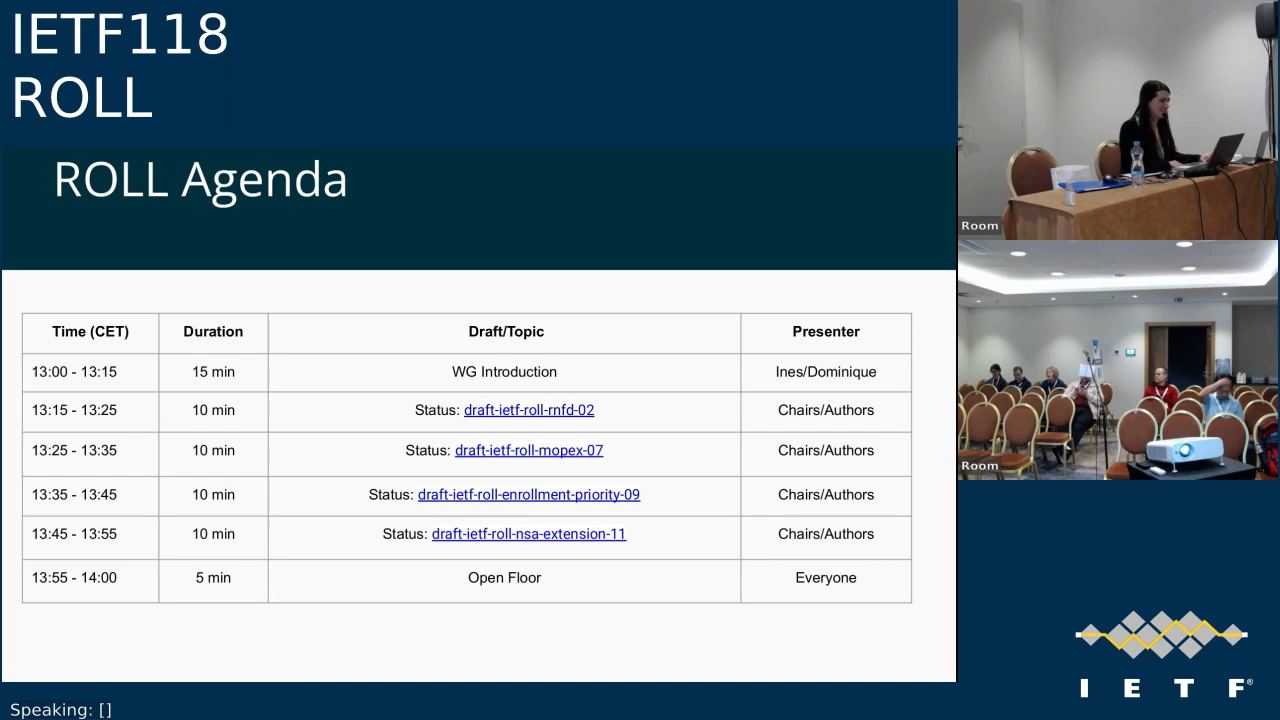 IETF118
ROLL
ROLL Agenda
Time (CET) Duration Draft/Topic Presenter
13:00 - 13:15 15 min WG Introduction Ines/Dominique
13:15 - 13:25 10 min Status: draft-ietf-roll-rnfd-02 Chairs/Authors
13:25 - 13:35 10 min Status: draft-ietf-roll-mopex-07 Chairs/Authors
13:35 - 13:45 10 min Status: draft-ietf-roll-enrollment-priority-09 Chairs/Authors
13:45 - 13:55 10 min Status: draft-ietf-roll-nsa-extension-11 Chairs/Authors
13:55 - 14:00 5 min Open Floor Everyone
Room
Room
I E T F®
Speaking: []